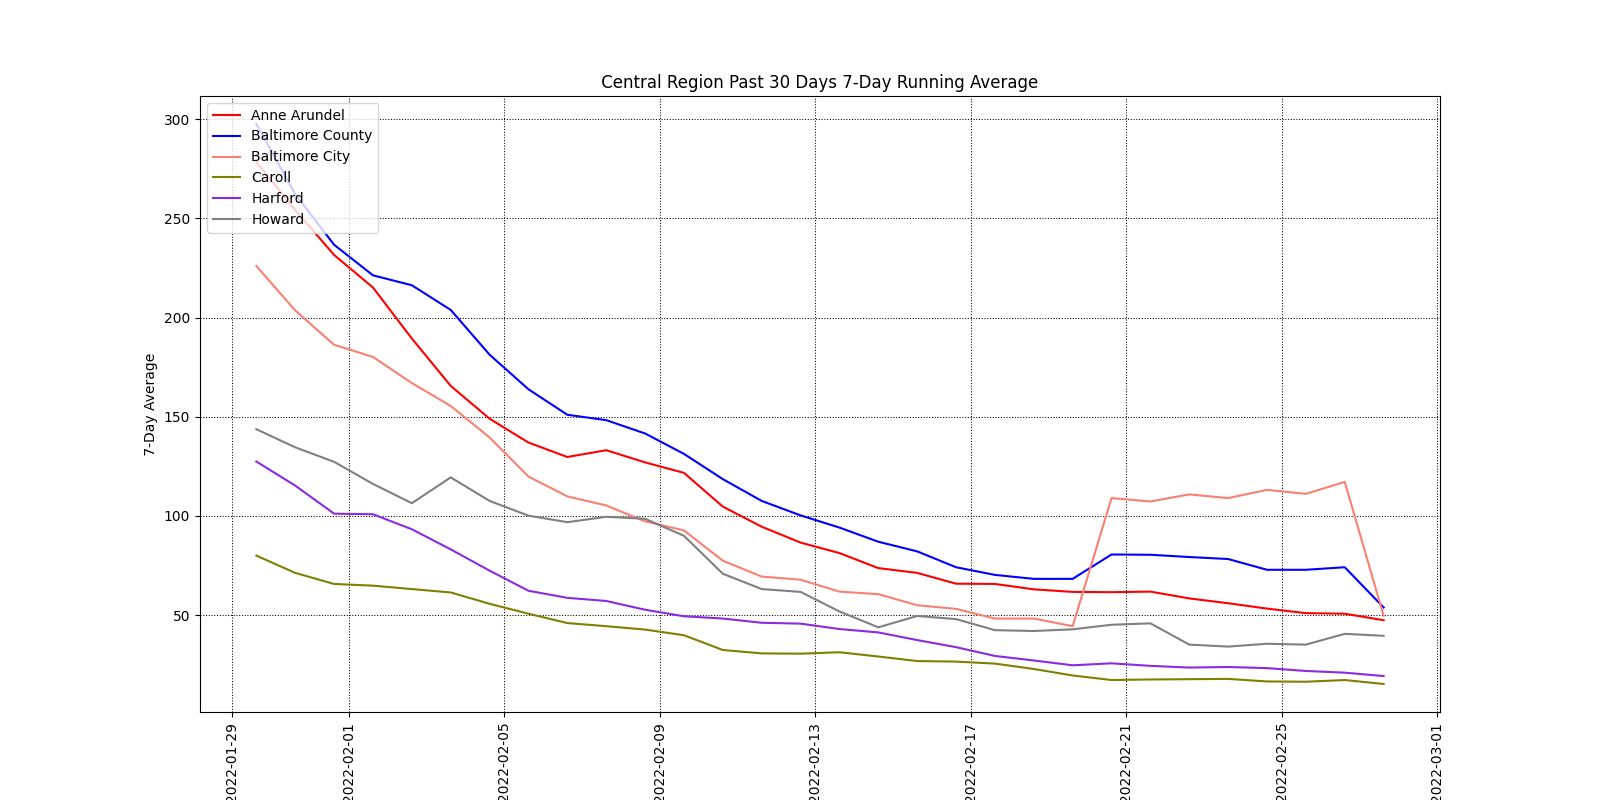 Central Region Past 30 Days 7-Day Running Average
Anne Arundel
Baltimore County
Baltimore City
Caroll
Harford
Howard
300
250
200
150
100
50
7-Day Average
2022-01-29
2022-02-01
2022-02-05
2022-02-09
2022-02-13
2022-02-17
2022-02-21
2022-02-25
2022-03-01